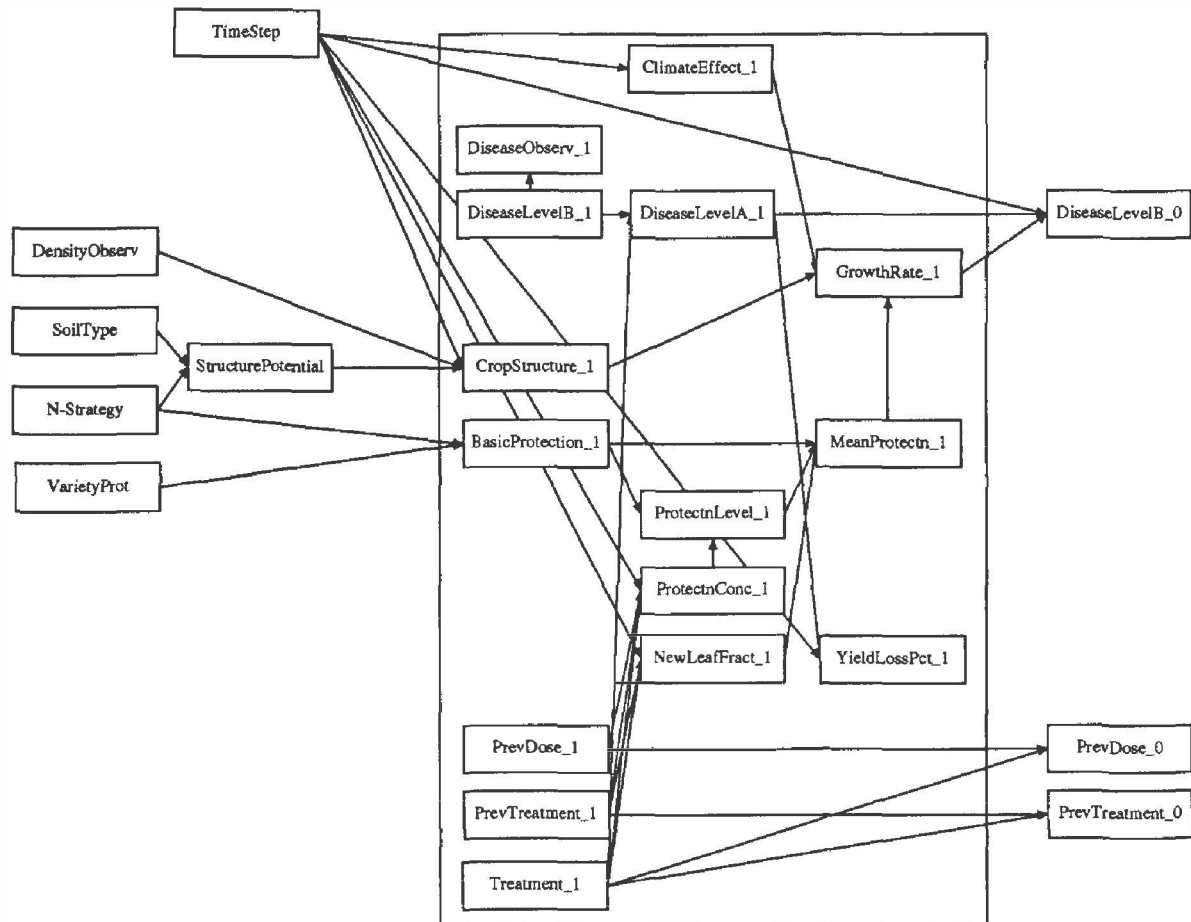 TimeStep
ClimateEffect_1
DiseaseObserv_1
DiseaseLevelB_1
DiseaseLevelA_1
DiseaseLevelB_0
DensityObserv
GrowthRate_1
SoilType
StructurePotential
CropStructure_1
N-Strategy
BasicProtection_1
MeanProtectn_1
VarietyProt
ProtectnLevel_1
ProtectnConc_1
NewLeafFract_1
YieldLossPct_1
PrevDose_1
PrevDose_0
PrevTreatment_1
PrevTreatment_0
Treatment_1